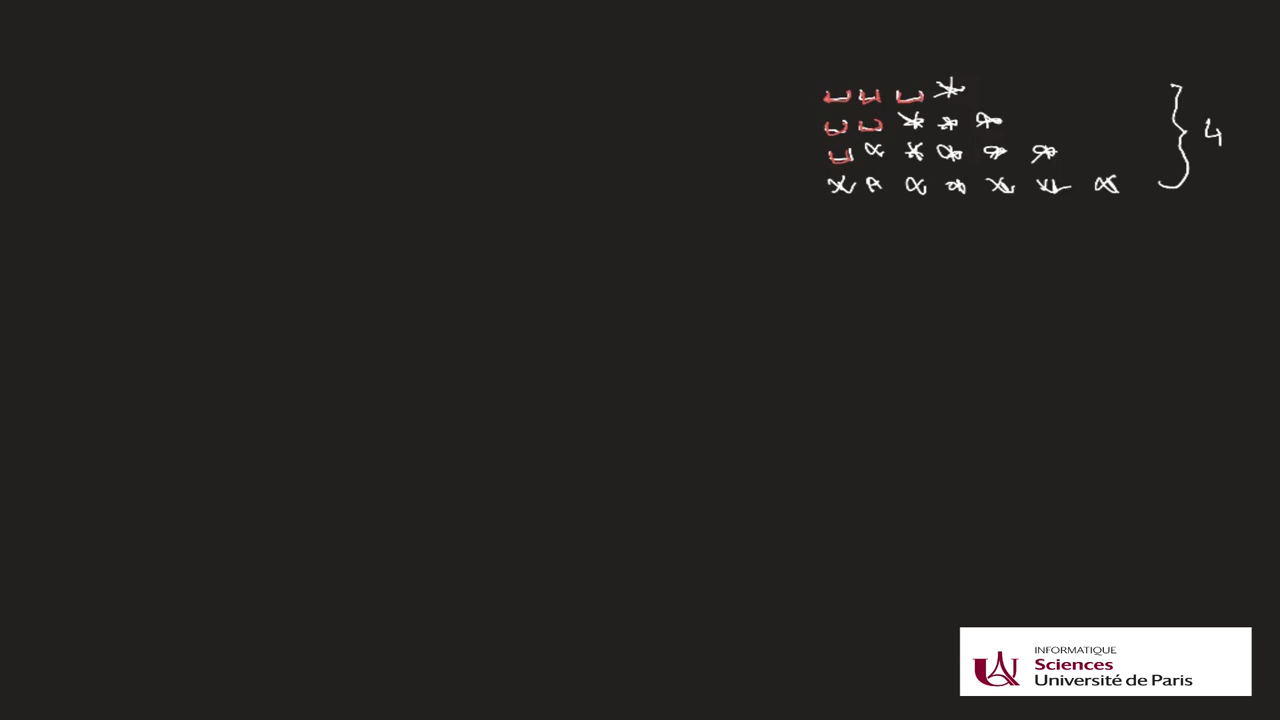 ␣ ␣ ␣ *
␣ ␣ * * *
␣ * * * * *
* * * * * * *
} 4
INFORMATIQUE
Sciences
Université de Paris